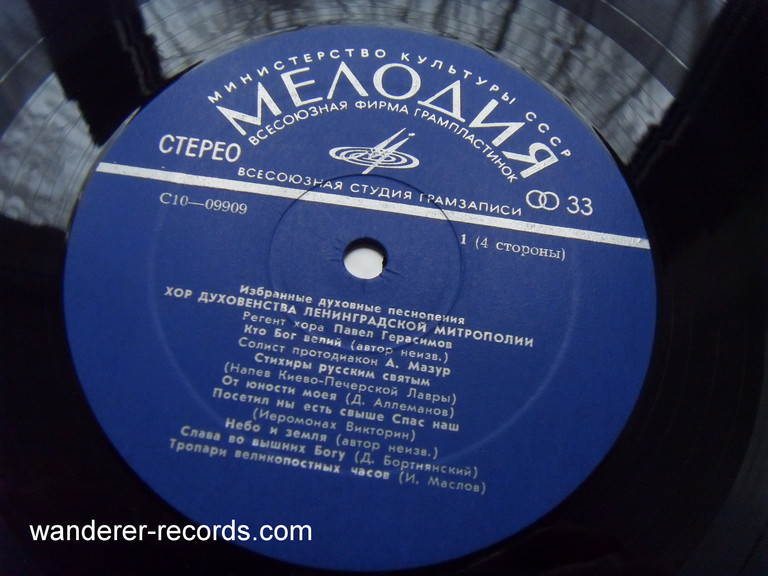 МИНИСТЕРСТВО КУЛЬТУРЫ СССР
МЕЛОДИЯ
ВСЕСОЮЗНАЯ ФИРМА ГРАМПЛАСТИНОК
СТЕРЕО
ВСЕСОЮЗНАЯ СТУДИЯ ГРАМЗАПИСИ
33
С10—09909
1 (4 стороны)
Избранные духовные песнопения
ХОР ДУХОВЕНСТВА ЛЕНИНГРАДСКОЙ МИТРОПОЛИИ
Регент хора Павел Герасимов
Кто Бог велий (автор неизв.)
Солист протодиакон А. Мазур
Стихиры русским святым
(Напев Киево-Печерской Лавры)
От юности моея (Д. Аллеманов)
Посетил ны есть свыше Спас наш
(Иеромонах Викторин)
Небо и земля (автор неизв.)
Слава во вышних Богу (Д. Бортнянский)
Тропари великопостных часов (И. Маслов)
wanderer-records.com